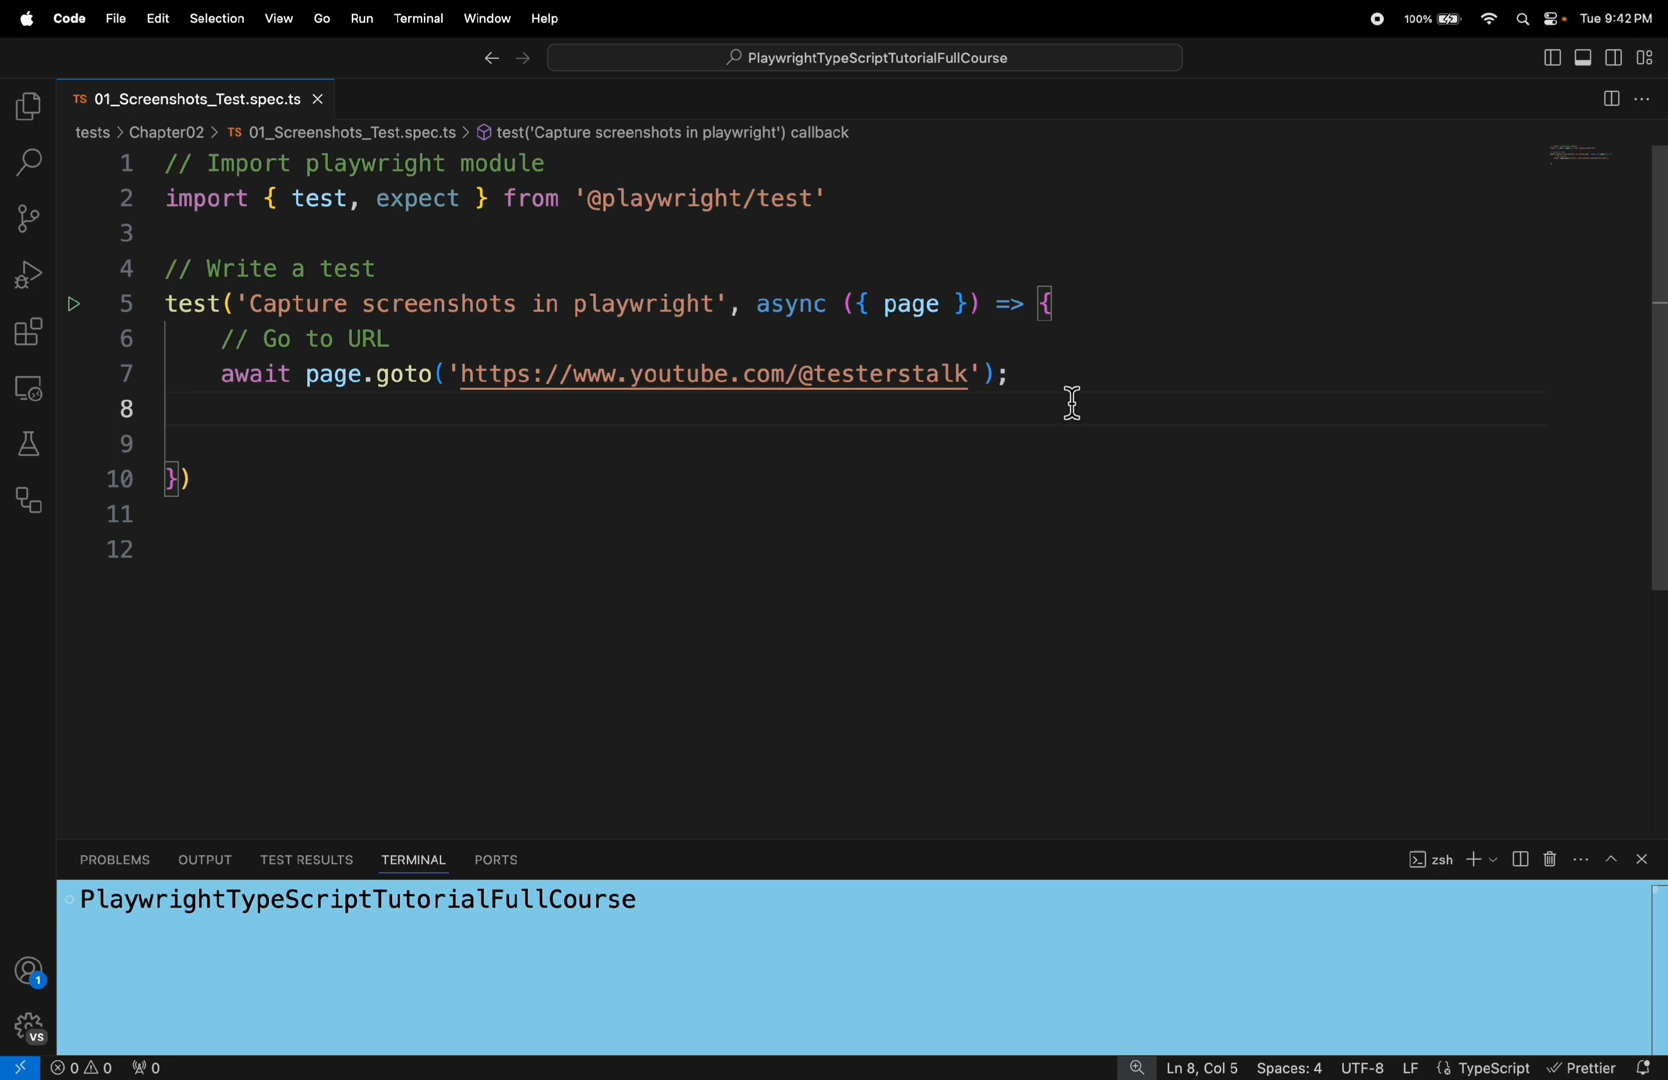 Code File Edit Selection View Go Run Terminal Window Help 100% Tue 9:42 PM
PlaywrightTypeScriptTutorialFullCourse
TS 01_Screenshots_Test.spec.ts
tests > Chapter02 > TS 01_Screenshots_Test.spec.ts > test('Capture screenshots in playwright') callback
1 // Import playwright module
2 import { test, expect } from '@playwright/test'
3
4 // Write a test
5 test('Capture screenshots in playwright', async ({ page }) => {
6 // Go to URL
7 await page.goto('https://www.youtube.com/@testerstalk');
8
9
10 })
11
12
PROBLEMS OUTPUT TEST RESULTS TERMINAL PORTS zsh
PlaywrightTypeScriptTutorialFullCourse
1
VS
0 0 0 Ln 8, Col 5 Spaces: 4 UTF-8 LF TypeScript Prettier